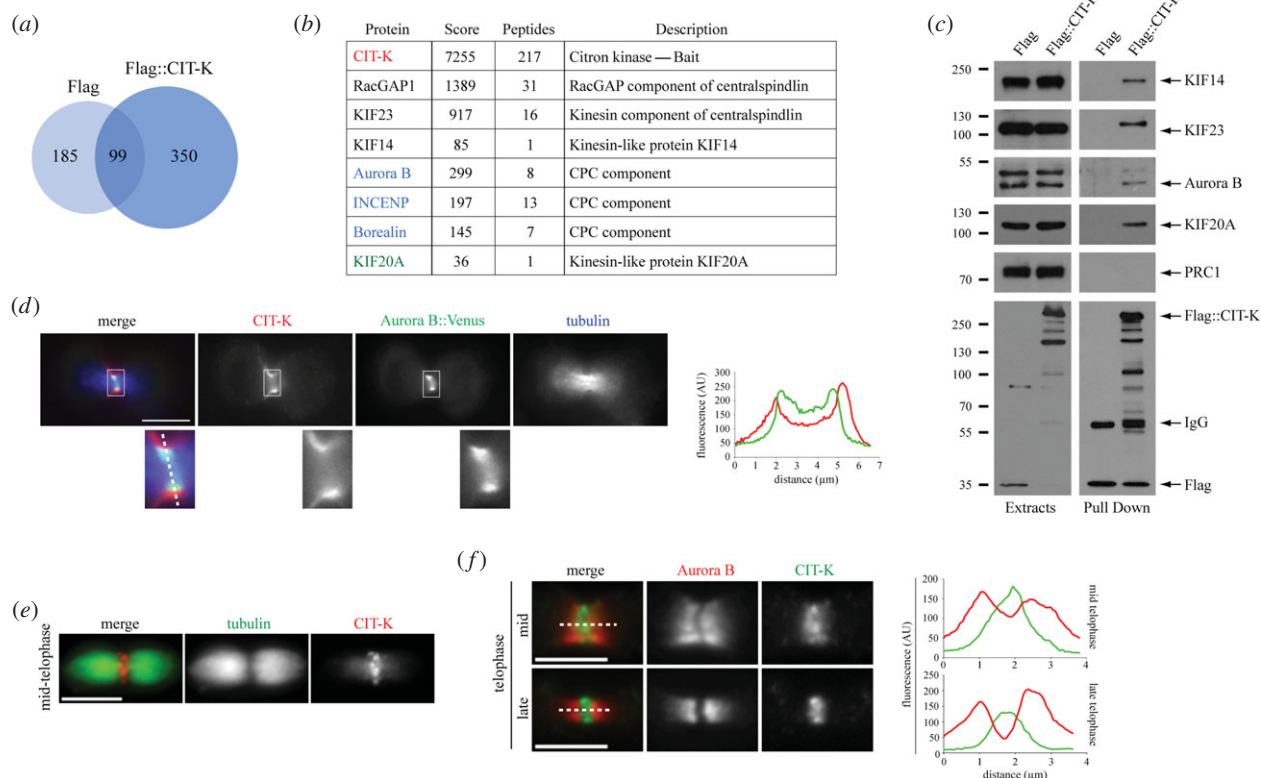 (a)
Flag
Flag::CIT-K
185
99
350
(b)
Protein Score Peptides Description
CIT-K 7255 217 Citron kinase — Bait
RacGAP1 1389 31 RacGAP component of centralspindlin
KIF23 917 16 Kinesin component of centralspindlin
KIF14 85 1 Kinesin-like protein KIF14
Aurora B 299 8 CPC component
INCENP 197 13 CPC component
Borealin 145 7 CPC component
KIF20A 36 1 Kinesin-like protein KIF20A
(c)
Flag
Flag
250
KIF14
130
100
KIF23
55
Aurora B
130
100
KIF20A
70
PRC1
250
130
100
70
55
35
Flag::CIT-K
IgG
Flag
Extracts
Pull Down
(d)
merge CIT-K Aurora B::Venus tubulin
fluorescence (AU)
300
250
200
150
100
50
0
0 1 2 3 4 5 6 7
distance (µm)
(e)
mid-telophase
merge tubulin CIT-K
(f)
telophase
mid
late
merge Aurora B CIT-K
fluorescence (AU)
200
150
100
50
0
0 1 2 3 4
mid telophase
200
150
100
50
0
0 1 2 3 4
late telophase
distance (µm)